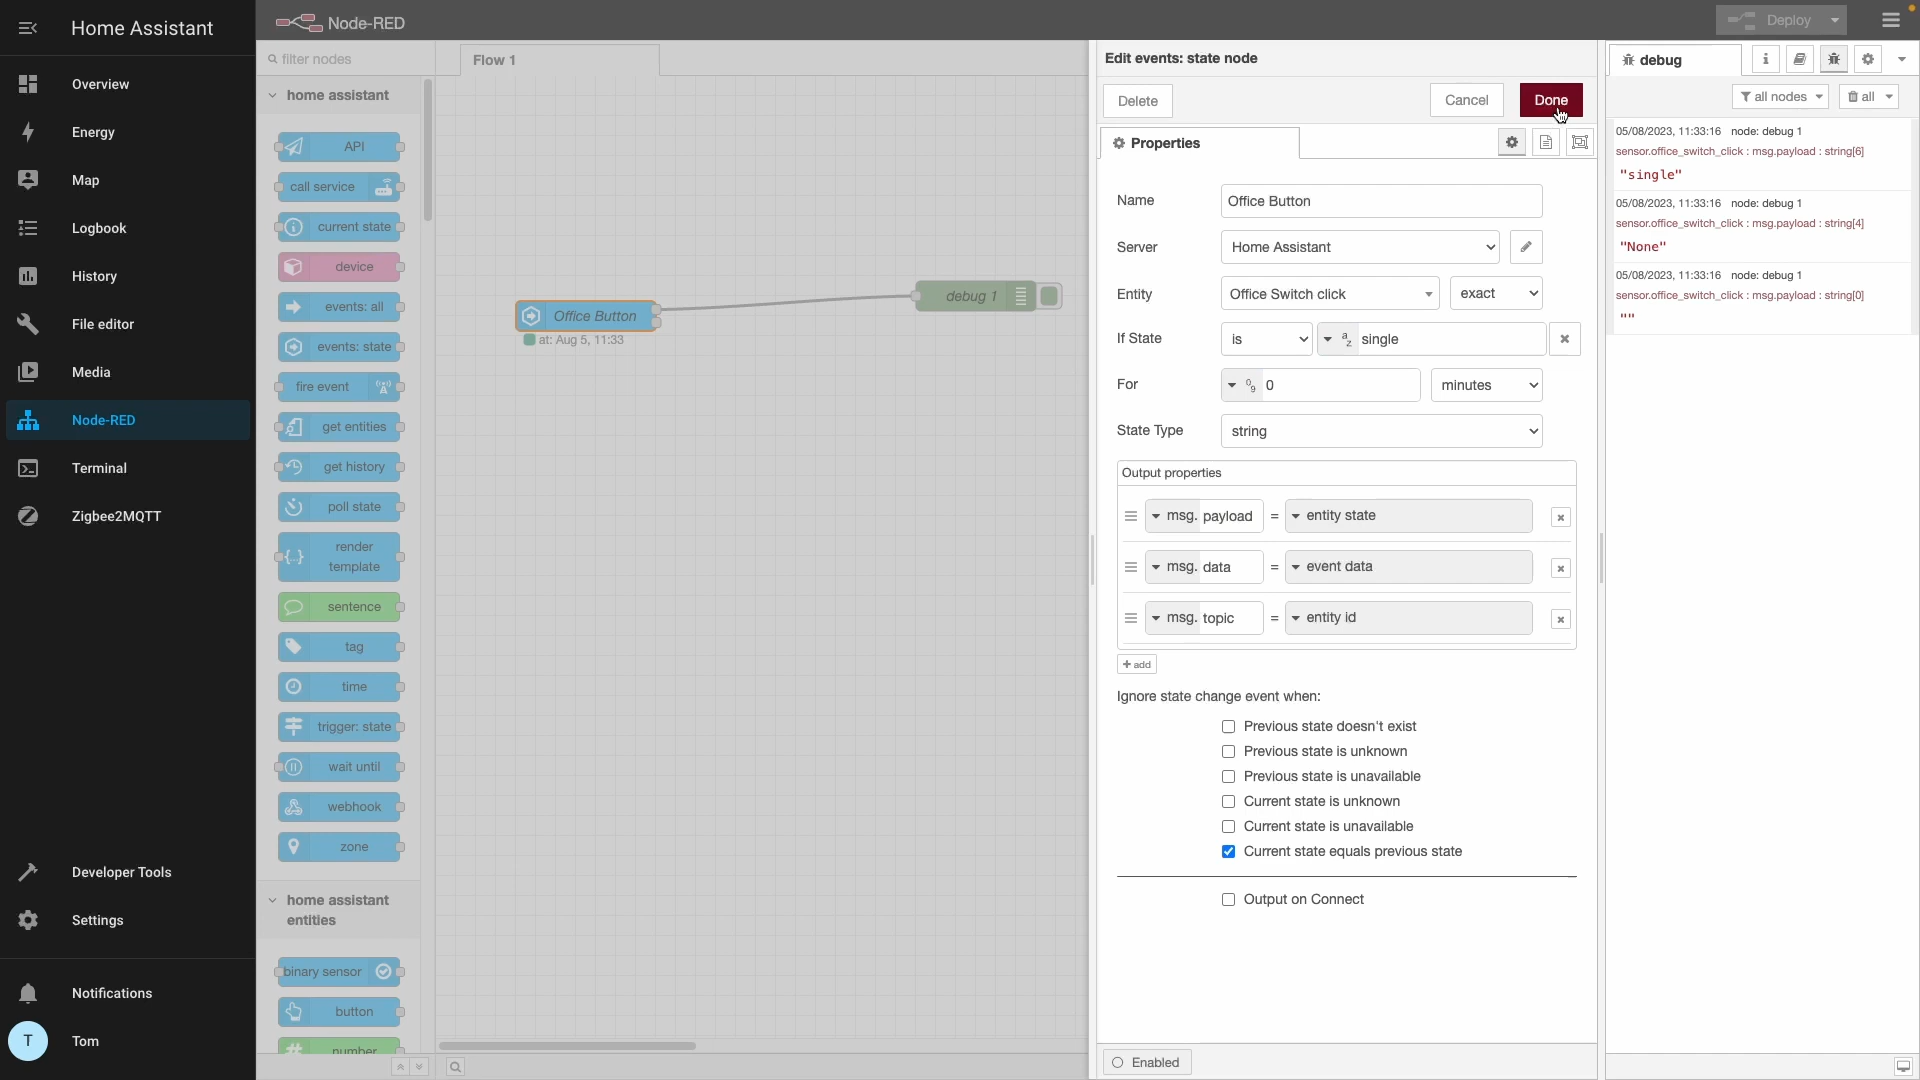 Home Assistant
Overview
Energy
Map
Logbook
History
File editor
Media
Node-RED
Terminal
Zigbee2MQTT
Developer Tools
Settings
Notifications
T
Tom
Node-RED
Deploy
filter nodes
home assistant
API
call service
current state
device
events: all
events: state
fire event
get entities
get history
poll state
render
template
sentence
tag
time
trigger: state
wait until
webhook
zone
home assistant
entities
binary sensor
button
number
Flow 1
Office Button
at: Aug 5, 11:33
debug 1
Edit events: state node
Delete
Cancel
Done
Properties
Name
Office Button
Server
Home Assistant
Entity
Office Switch click
exact
If State
is
single
For
0
minutes
State Type
string
Output properties
msg. payload = entity state
msg. data = event data
msg. topic = entity id
+ add
Ignore state change event when:
Previous state doesn't exist
Previous state is unknown
Previous state is unavailable
Current state is unknown
Current state is unavailable
Current state equals previous state
Output on Connect
Enabled
debug
i
all nodes
all
05/08/2023, 11:33:16 node: debug 1
sensor.office_switch_click : msg.payload : string[6]
"single"
05/08/2023, 11:33:16 node: debug 1
sensor.office_switch_click : msg.payload : string[4]
"None"
05/08/2023, 11:33:16 node: debug 1
sensor.office_switch_click : msg.payload : string[0]
""